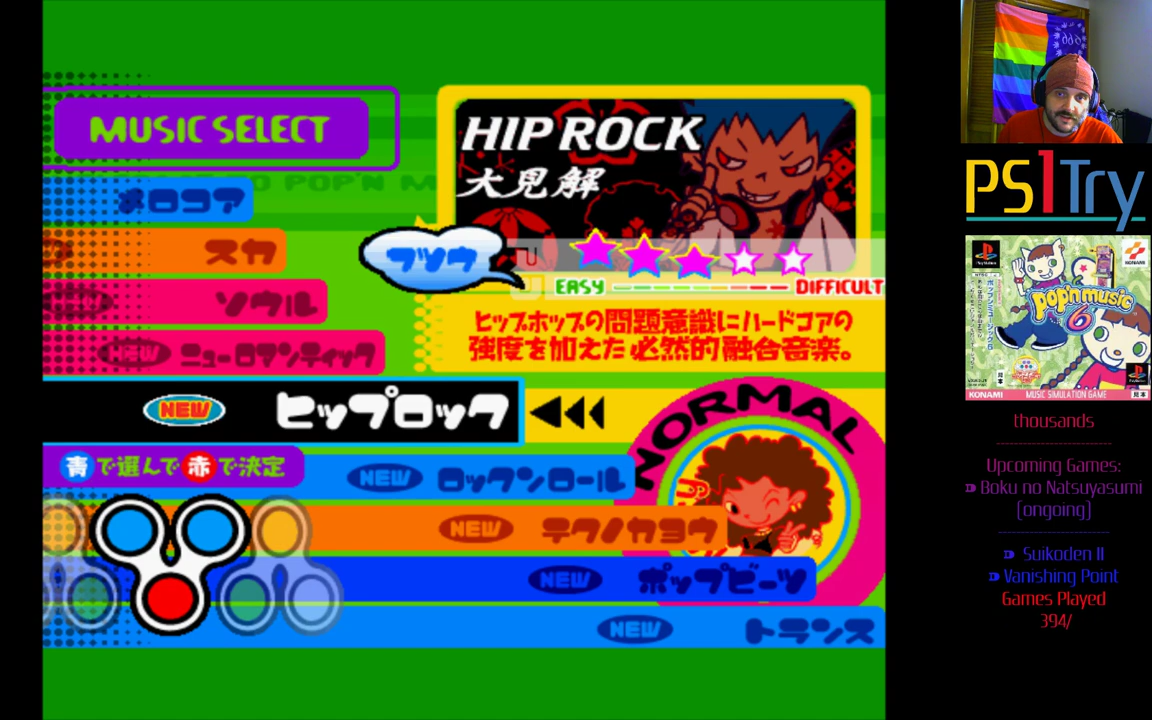 MUSIC SELECT
HIP ROCK
大見解
メロコア
スカ
ソウル
NEW ニューロマンティック
NEW ヒップロック
NEW ロックンロール
NEW テクノカヨウ
NEW ポップビーツ
NEW トランス
フツウ
EASY
DIFFICULT
ヒップホップの問題意識にハードコアの
強度を加えた必然的融合音楽。
NORMAL
青で選んで赤で決定
PS1Try
KONAMI
pop'n music
6
KONAMI
MUSIC SIMULATION GAME
見本
thousands
Upcoming Games:
Boku no Natsuyasumi
(ongoing)
Suikoden II
Vanishing Point
Games Played
394/